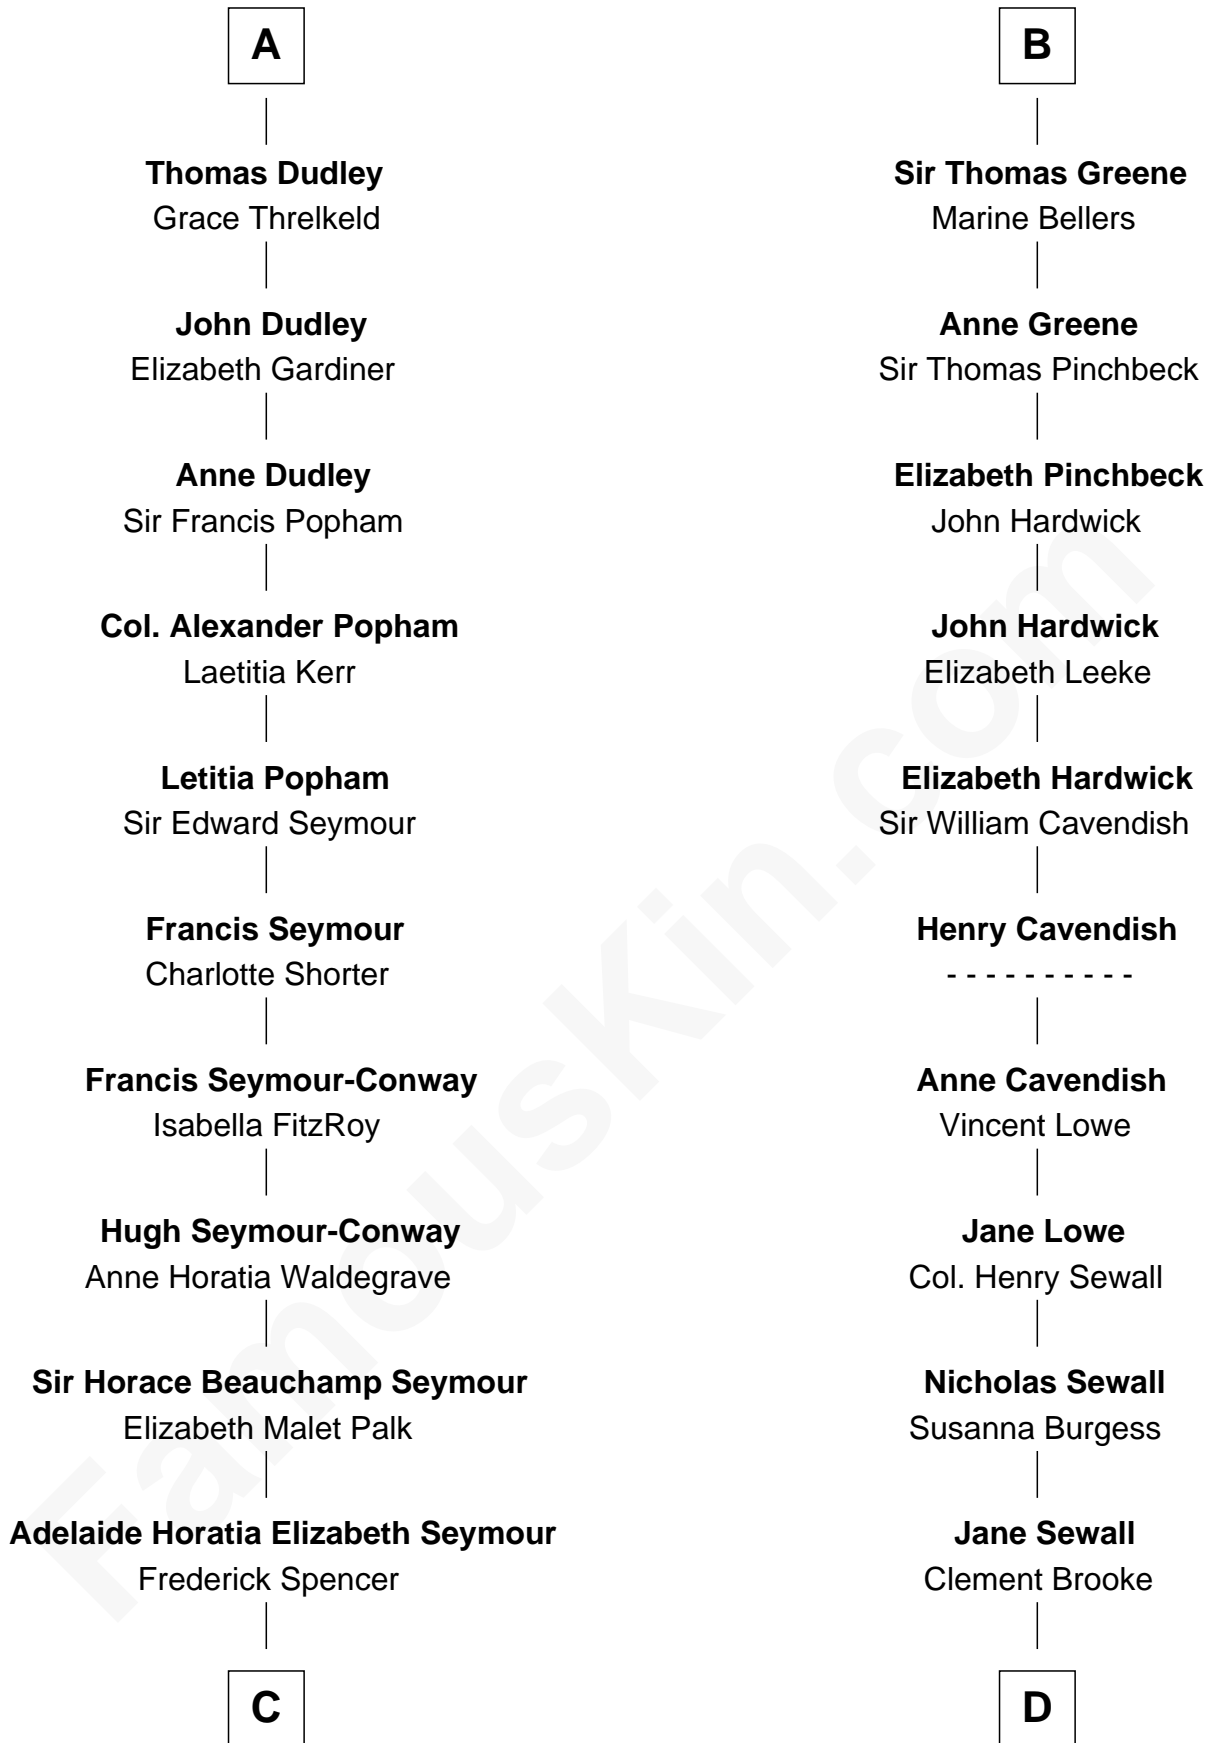 A
Thomas Dudley
Grace Threlkeld
John Dudley
Elizabeth Gardiner
Anne Dudley
Sir Francis Popham
Col. Alexander Popham
Laetitia Kerr
Letitia Popham
Sir Edward Seymour
Francis Seymour
Charlotte Shorter
Francis Seymour-Conway
Isabella FitzRoy
Hugh Seymour-Conway
Anne Horatia Waldegrave
Sir Horace Beauchamp Seymour
Elizabeth Malet Palk
Adelaide Horatia Elizabeth Seymour
Frederick Spencer
C
B
Sir Thomas Greene
Marine Bellers
Anne Greene
Sir Thomas Pinchbeck
Elizabeth Pinchbeck
John Hardwick
John Hardwick
Elizabeth Leeke
Elizabeth Hardwick
Sir William Cavendish
Henry Cavendish
- - - - - - - - - -
Anne Cavendish
Vincent Lowe
Jane Lowe
Col. Henry Sewall
Nicholas Sewall
Susanna Burgess
Jane Sewall
Clement Brooke
D
FamousKin.com